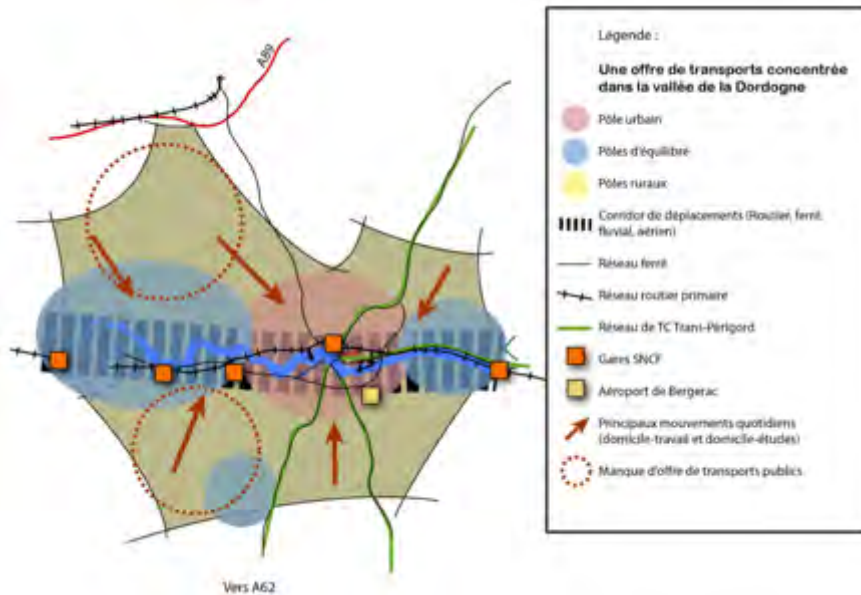 A89
Vers A62
Légende :
Une offre de transports concentrée
dans la vallée de la Dordogne
Pôle urbain
Pôles d'équilibre
Pôles ruraux
Corridor de déplacements (Routier, ferré,
fluvial, aérien)
Réseau ferré
Réseau routier primaire
Réseau de TC Trans-Périgord
Gares SNCF
Aéroport de Bergerac
Principaux mouvements quotidiens
(domicile-travail et domicile-études)
Manque d'offre de transports publics